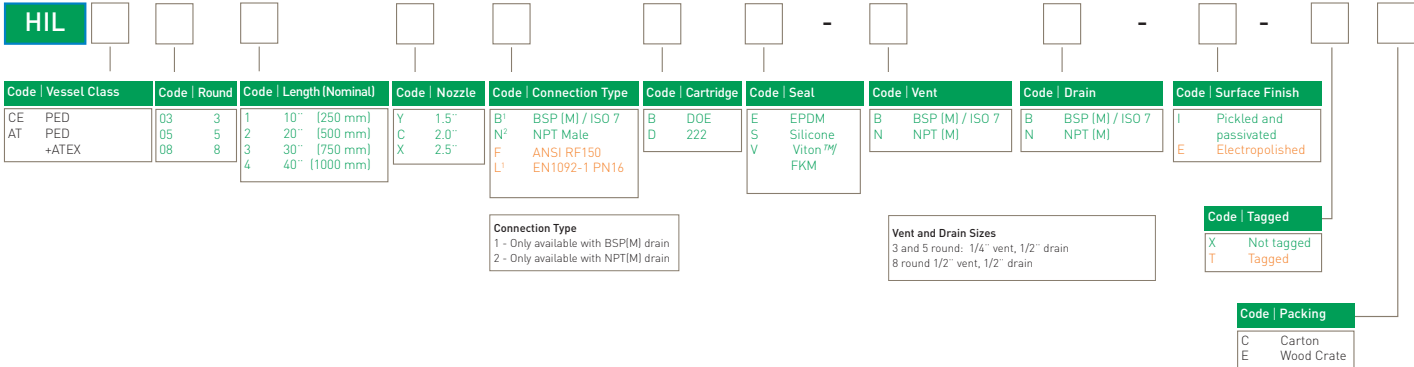 HIL - - -
Code | Vessel Class
CE PED
AT PED
+ATEX
Code | Round
03 3
05 5
08 8
Code | Length (Nominal)
1 10¨ (250 mm)
2 20¨ (500 mm)
3 30¨ (750 mm)
4 40¨ (1000 mm)
Code | Nozzle
Y 1.5¨
C 2.0¨
X 2.5¨
Code | Connection Type
B¹ BSP (M) / ISO 7
N² NPT Male
F ANSI RF150
L¹ EN1092-1 PN16
Code | Cartridge
B DOE
D 222
Code | Seal
E EPDM
S Silicone
V Viton™/
FKM
Code | Vent
B BSP (M) / ISO 7
N NPT (M)
Code | Drain
B BSP (M) / ISO 7
N NPT (M)
Code | Surface Finish
I Pickled and
passivated
E Electropolished
Connection Type
1 - Only available with BSP(M) drain
2 - Only available with NPT(M) drain
Vent and Drain Sizes
3 and 5 round: 1/4¨ vent, 1/2¨ drain
8 round 1/2¨ vent, 1/2¨ drain
Code | Tagged
X Not tagged
T Tagged
Code | Packing
C Carton
E Wood Crate